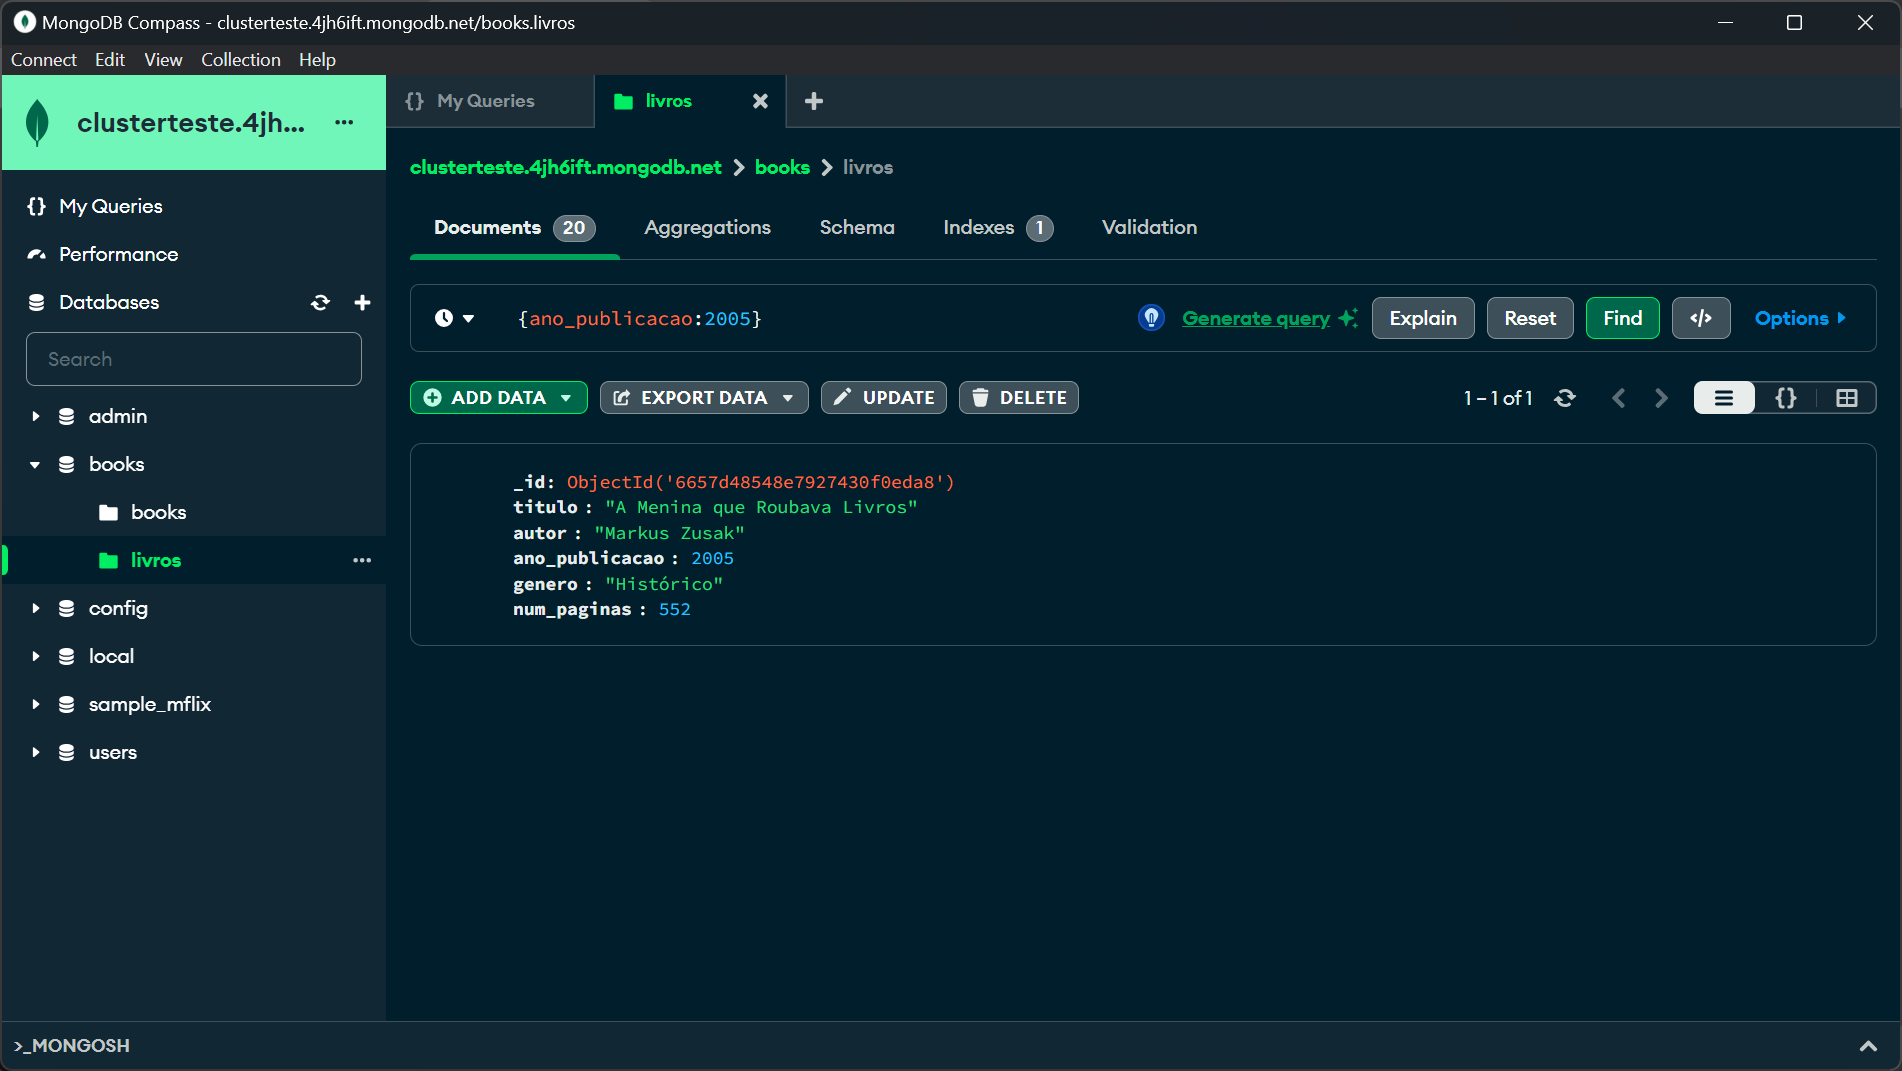 MongoDB Compass - clusterteste.4jh6ift.mongodb.net/books.livros
Connect Edit View Collection Help
clusterteste.4jh...
{} My Queries
livros
{} My Queries
Performance
Databases
Search
admin
books
books
livros
config
local
sample_mflix
users
clusterteste.4jh6ift.mongodb.net > books > livros
Documents 20 Aggregations Schema Indexes 1 Validation
{ano_publicacao:2005} Generate query Explain Reset Find </> Options
ADD DATA EXPORT DATA UPDATE DELETE 1 – 1 of 1 {}
_id: ObjectId('6657d48548e7927430f0eda8')
titulo : "A Menina que Roubava Livros"
autor : "Markus Zusak"
ano_publicacao : 2005
genero : "Histórico"
num_paginas : 552
>_MONGOSH